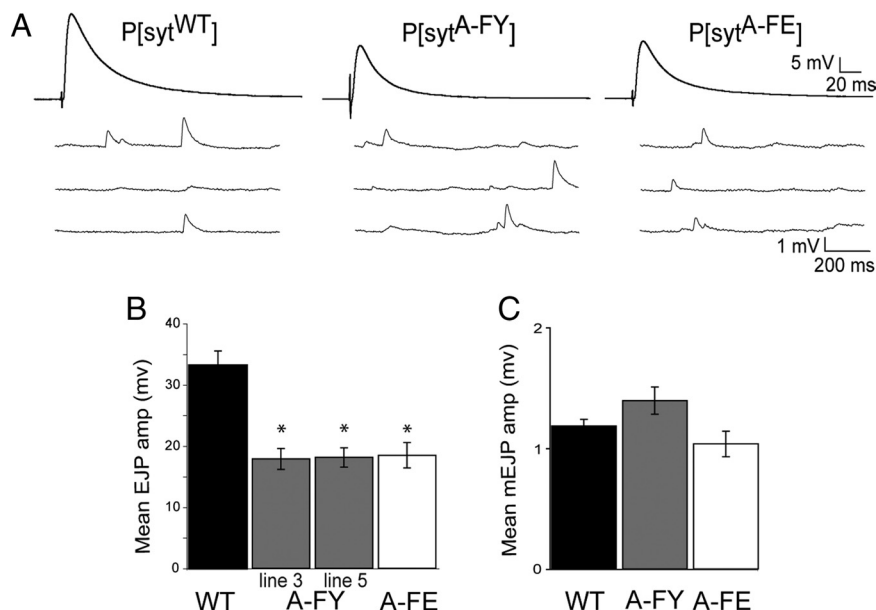 A
P[syt^WT]
P[syt^A-FY]
P[syt^A-FE]
5 mV
20 ms
1 mV
200 ms
B
Mean EJP amp (mv)
40
30
20
10
0
*
*
*
line 3
line 5
WT
A-FY
A-FE
C
Mean mEJP amp (mv)
2
1
0
WT
A-FY
A-FE